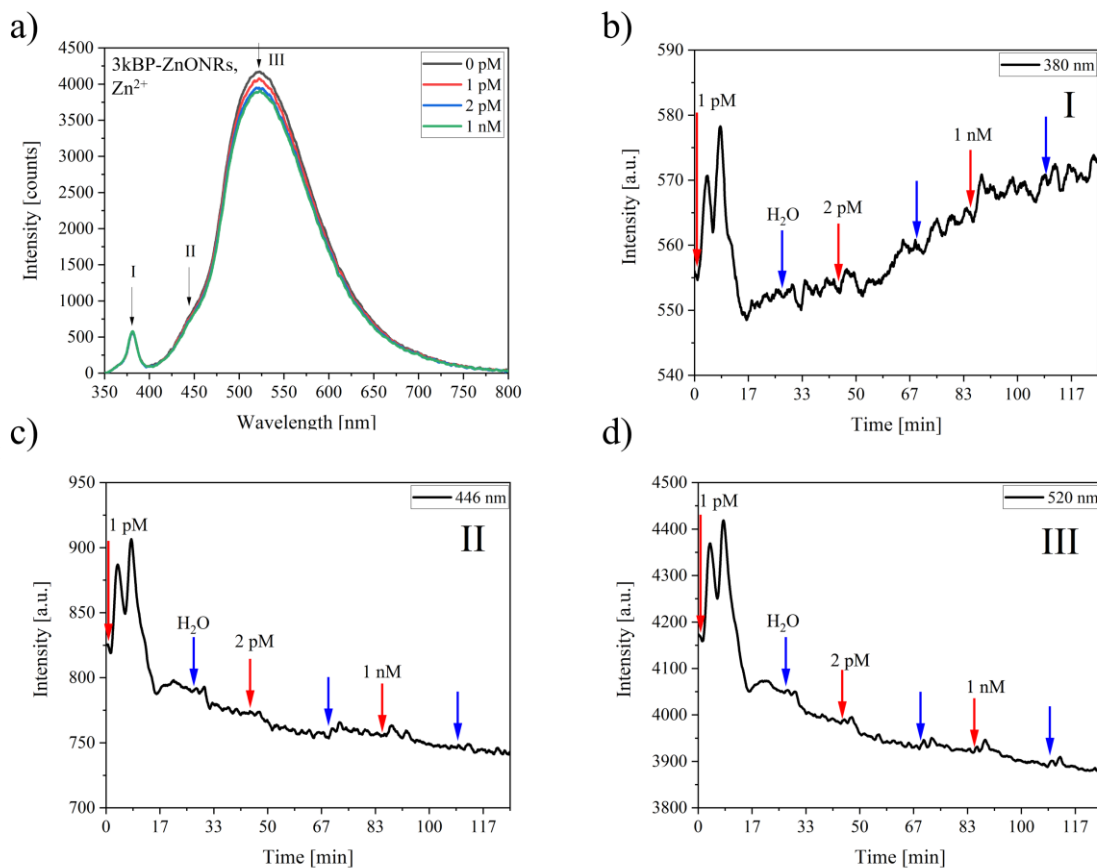 a)
3kBP-ZnONRs,
Zn²⁺
I
II
III
0 pM
1 pM
2 pM
1 nM
4500
4000
3500
3000
2500
2000
1500
1000
500
0
Intensity [counts]
350 400 450 500 550 600 650 700 750 800
Wavelength [nm]
b)
590
580
570
560
550
540
Intensity [a.u.]
1 pM
H₂O
2 pM
1 nM
380 nm
I
0 17 33 50 67 83 100 117
Time [min]
c)
950
900
850
800
750
700
Intensity [a.u.]
1 pM
H₂O
2 pM
1 nM
446 nm
II
0 17 33 50 67 83 100 117
Time [min]
d)
4500
4400
4300
4200
4100
4000
3900
3800
Intensity [a.u.]
1 pM
H₂O
2 pM
1 nM
520 nm
III
0 17 33 50 67 83 100 117
Time [min]